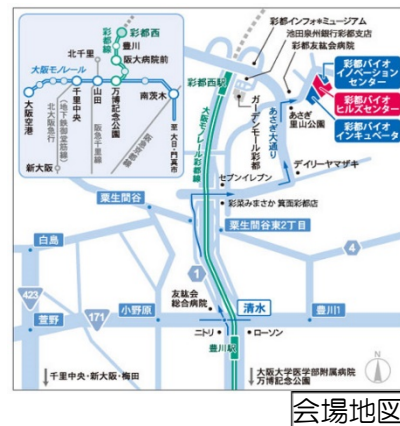 彩都西
彩都線
豊川
阪大病院前
北千里
大阪モノレール
大阪空港
千里中央
山田
万博記念公園
南茨木
(地下鉄御堂筋線)
北大阪急行
阪急千里線
阪急京都線
至 大日・門真市
新大阪
彩都インフォ*ミュージアム
池田泉州銀行彩都支店
彩都友紘会病院
彩都西駅
ガーデンモール彩都
あさぎ大通り
あさぎ
里山公園
彩都バイオ
イノベーション
センター
彩都バイオ
ヒルズセンター
彩都バイオ
インキュベータ
大阪モノレール彩都線
デイリーヤマザキ
セブンイレブン
彩菜みまさか 箕面彩都店
粟生間谷
粟生間谷東2丁目
白島
4
1
423
171
萱野
小野原
友紘会
総合病院
清水
豊川1
ニトリ
ローソン
豊川駅
千里中央・新大阪・梅田
大阪大学医学部附属病院
万博記念公園
N
会場地図